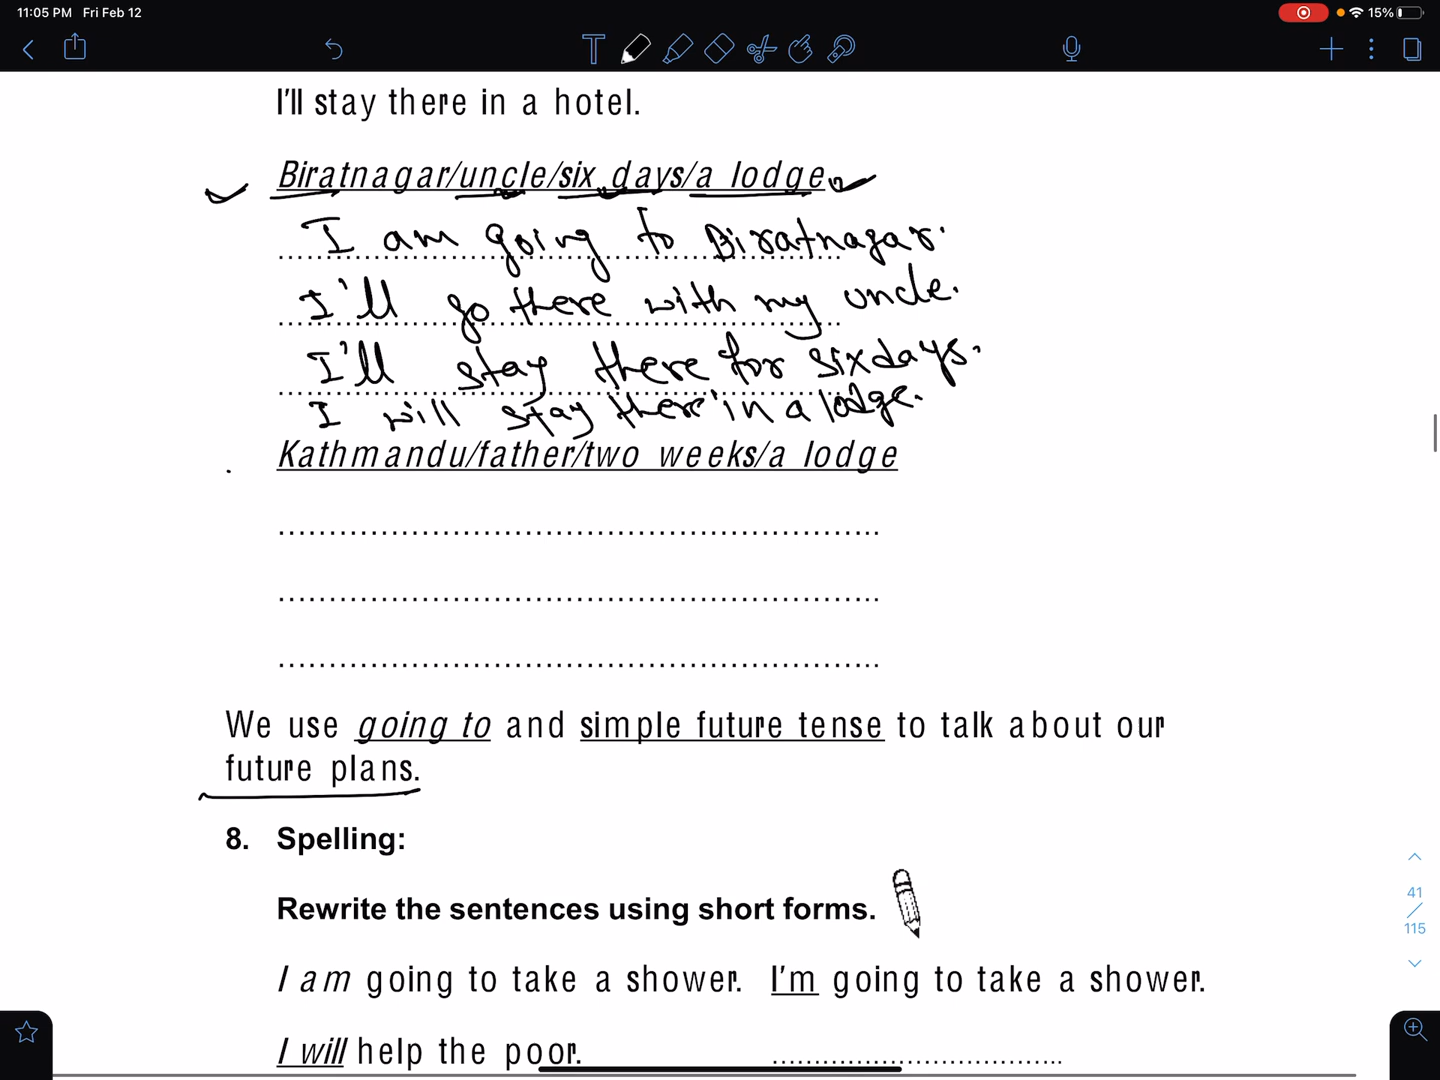 11:05 PM Fri Feb 12 15%
I'll stay there in a hotel.
Biratnagar/uncle/six days/a lodge
I am going to Biratnagar.
I'll go there with my uncle.
I'll stay there for six days.
I will stay there in a lodge.
Kathmandu/father/two weeks/a lodge
................................................................
................................................................
................................................................
We use going to and simple future tense to talk about our
future plans.
8. Spelling:
Rewrite the sentences using short forms.
I am going to take a shower. I'm going to take a shower.
I will help the poor. ..................................
41
/
115